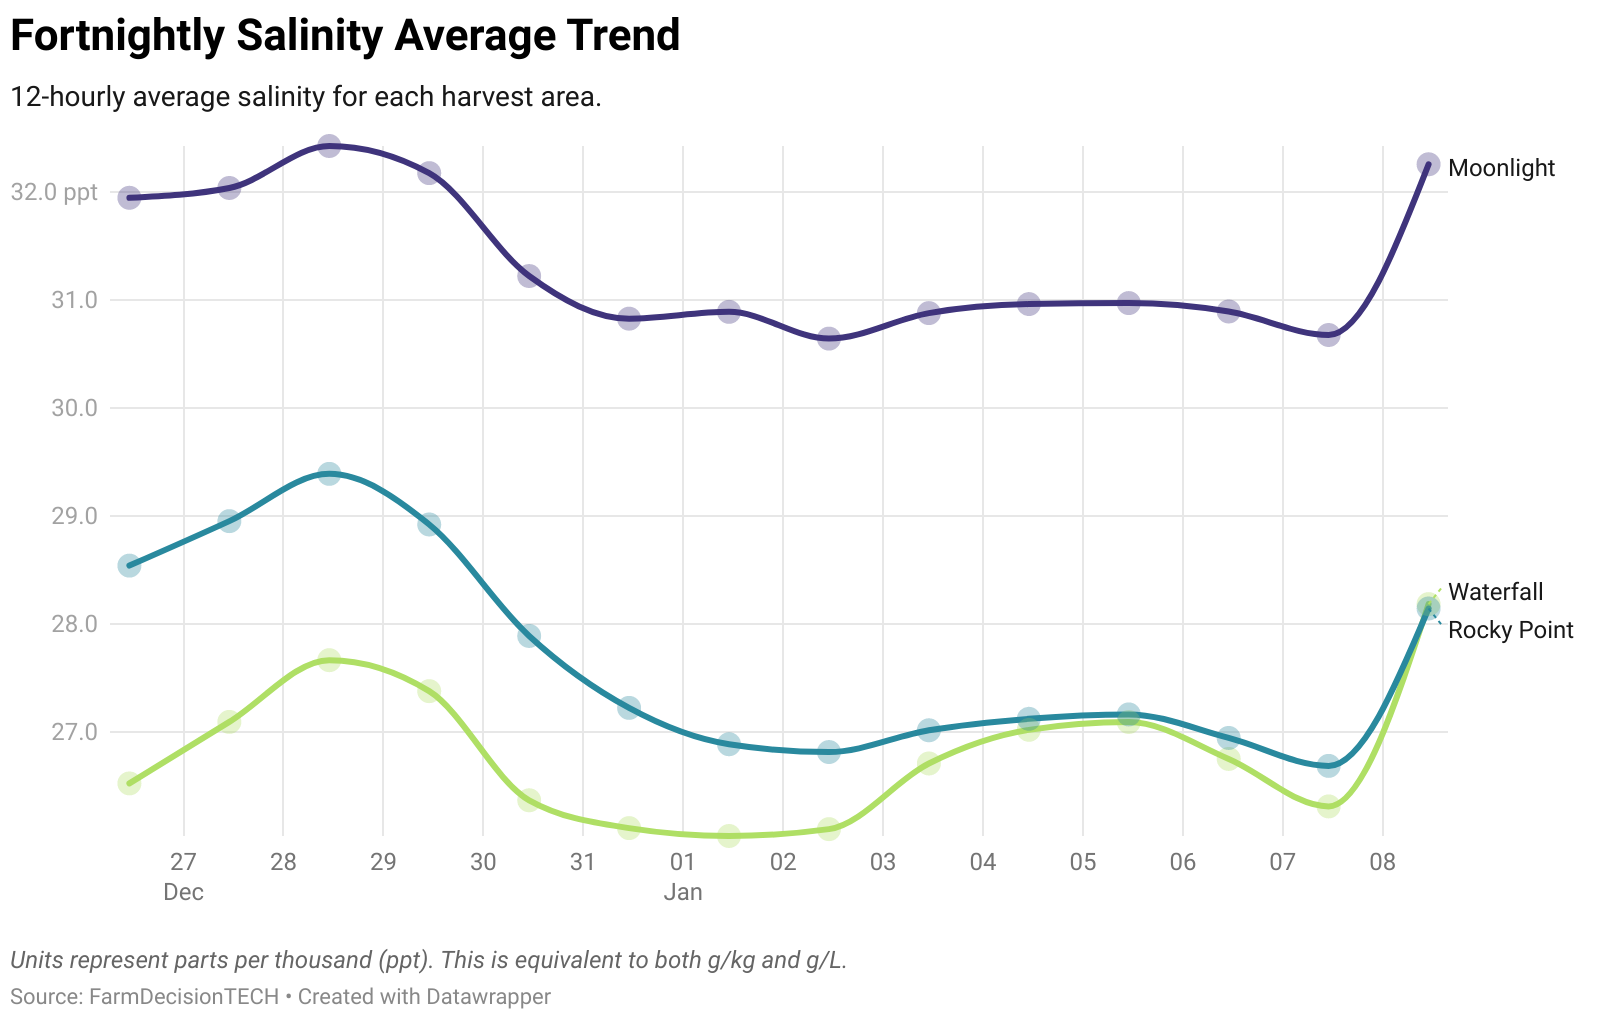 Fortnightly Salinity Average Trend
12-hourly average salinity for each harvest area.
32.0 ppt
31.0
30.0
29.0
28.0
27.0
Moonlight
Waterfall
Rocky Point
27 28 29 30 31 01 02 03 04 05 06 07 08
Dec Jan
Units represent parts per thousand (ppt). This is equivalent to both g/kg and g/L.
Source: FarmDecisionTECH • Created with Datawrapper